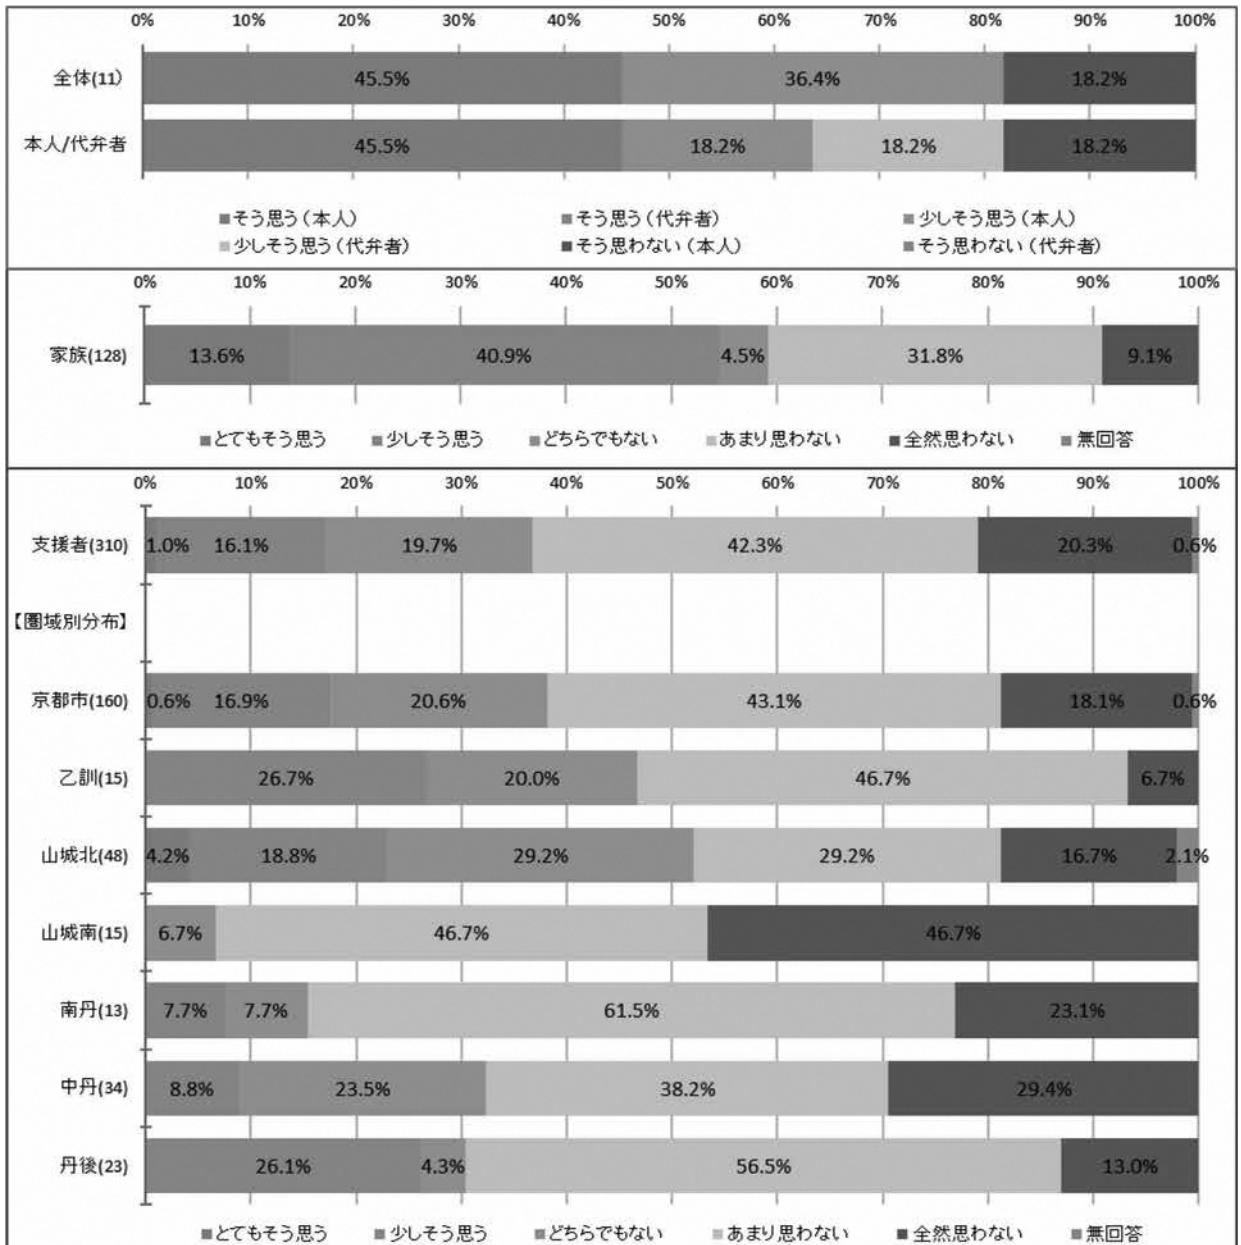 0% 10% 20% 30% 40% 50% 60% 70% 80% 90% 100%
全体(11) 45.5% 36.4% 18.2%
本人/代弁者 45.5% 18.2% 18.2% 18.2%
■そう思う（本人） ■そう思う（代弁者） ■少しそう思う（本人）
■少しそう思う（代弁者） ■そう思わない（本人） ■そう思わない（代弁者）
0% 10% 20% 30% 40% 50% 60% 70% 80% 90% 100%
家族(128) 13.6% 40.9% 4.5% 31.8% 9.1%
■とてもそう思う ■少しそう思う ■どちらでもない ■あまり思わない ■全然思わない ■無回答
0% 10% 20% 30% 40% 50% 60% 70% 80% 90% 100%
支援者(310) 1.0% 16.1% 19.7% 42.3% 20.3% 0.6%
【圏域別分布】
京都市(160) 0.6% 16.9% 20.6% 43.1% 18.1% 0.6%
乙訓(15) 26.7% 20.0% 46.7% 6.7%
山城北(48) 4.2% 18.8% 29.2% 29.2% 16.7% 2.1%
山城南(15) 6.7% 46.7% 46.7%
南丹(13) 7.7% 7.7% 61.5% 23.1%
中丹(34) 8.8% 23.5% 38.2% 29.4%
丹後(23) 26.1% 4.3% 56.5% 13.0%
■とてもそう思う ■少しそう思う ■どちらでもない ■あまり思わない ■全然思わない ■無回答